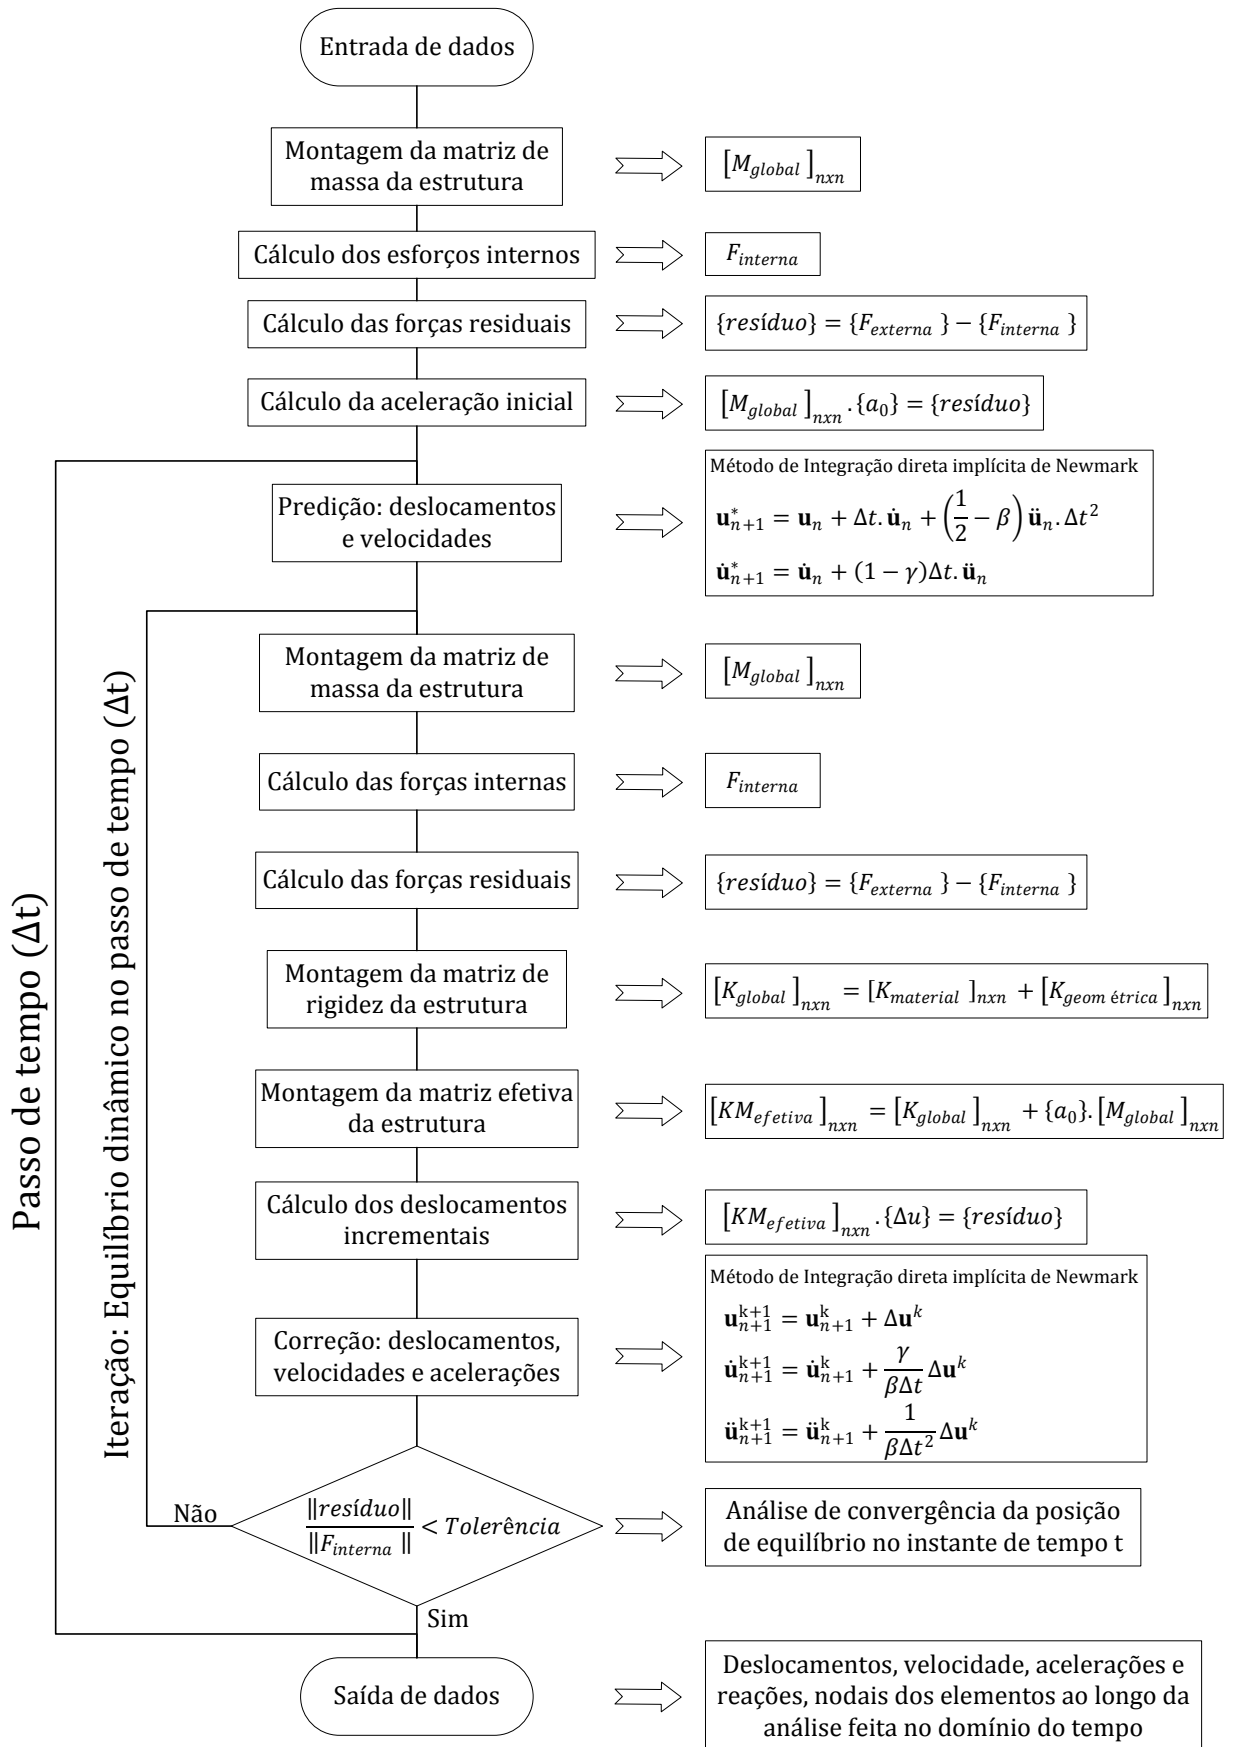 Entrada de dados
Montagem da matriz de
massa da estrutura
[M_global]_nxn
Cálculo dos esforços internos
F_interna
Cálculo das forças residuais
{resíduo} = {F_externa } − {F_interna }
Cálculo da aceleração inicial
[M_global]_nxn . {a_0} = {resíduo}
Predição: deslocamentos
e velocidades
Método de Integração direta implícita de Newmark
u*_{n+1} = u_n + Δt. u̇_n + (1/2 − β) ü_n. Δt²
u̇*_{n+1} = u̇_n + (1 − γ)Δt. ü_n
Montagem da matriz de
massa da estrutura
[M_global]_nxn
Cálculo das forças internas
F_interna
Cálculo das forças residuais
{resíduo} = {F_externa } − {F_interna }
Montagem da matriz de
rigidez da estrutura
[K_global]_nxn = [K_material]_nxn + [K_geom étrica]_nxn
Montagem da matriz efetiva
da estrutura
[KM_efetiva]_nxn = [K_global]_nxn + {a_0}. [M_global]_nxn
Cálculo dos deslocamentos
incrementais
[KM_efetiva]_nxn . {Δu} = {resíduo}
Correção: deslocamentos,
velocidades e acelerações
Método de Integração direta implícita de Newmark
u^{k+1}_{n+1} = u^k_{n+1} + Δu^k
u̇^{k+1}_{n+1} = u̇^k_{n+1} + γ/(βΔt) Δu^k
ü^{k+1}_{n+1} = ü^k_{n+1} + 1/(βΔt²) Δu^k
‖resíduo‖/‖F_interna ‖ < Tolerência
Não
Sim
Análise de convergência da posição
de equilíbrio no instante de tempo t
Saída de dados
Deslocamentos, velocidade, acelerações e
reações, nodais dos elementos ao longo da
análise feita no domínio do tempo
Passo de tempo (Δt)
Iteração: Equilíbrio dinâmico no passo de tempo (Δt)